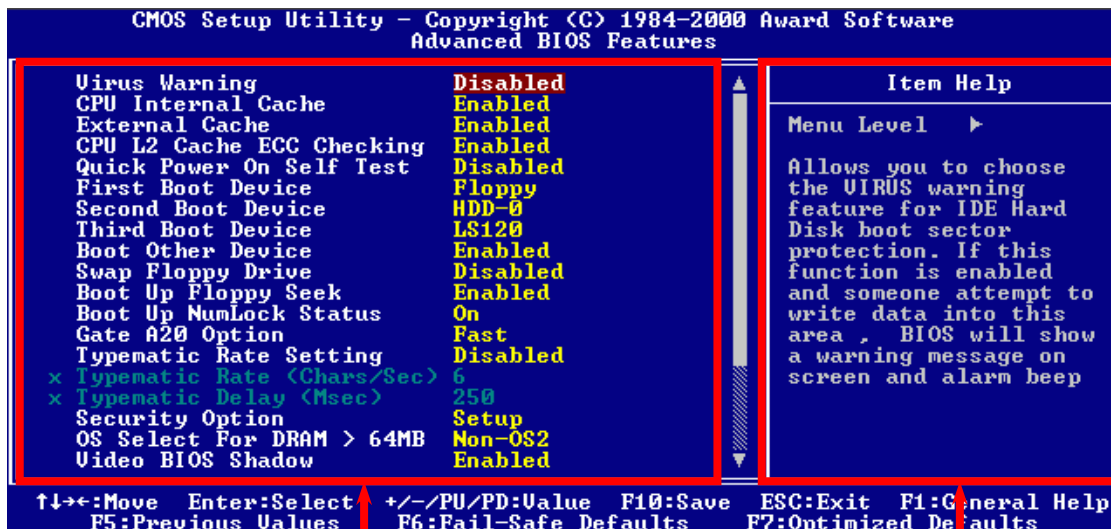 CMOS Setup Utility – Copyright (C) 1984–2000 Award Software
Advanced BIOS Features
Virus Warning Disabled
CPU Internal Cache Enabled
External Cache Enabled
CPU L2 Cache ECC Checking Enabled
Quick Power On Self Test Disabled
First Boot Device Floppy
Second Boot Device HDD-0
Third Boot Device LS120
Boot Other Device Enabled
Swap Floppy Drive Disabled
Boot Up Floppy Seek Enabled
Boot Up NumLock Status On
Gate A20 Option Fast
Typematic Rate Setting Disabled
x Typematic Rate (Chars/Sec) 6
x Typematic Delay (Msec) 250
Security Option Setup
OS Select For DRAM > 64MB Non-OS2
Video BIOS Shadow Enabled
Item Help
Menu Level ►
Allows you to choose
the VIRUS warning
feature for IDE Hard
Disk boot sector
protection. If this
function is enabled
and someone attempt to
write data into this
area , BIOS will show
a warning message on
screen and alarm beep
↑↓→←:Move Enter:Select +/-/PU/PD:Value F10:Save ESC:Exit F1:General Help
F5:Previous Values F6:Fail-Safe Defaults F7:Optimized Defaults